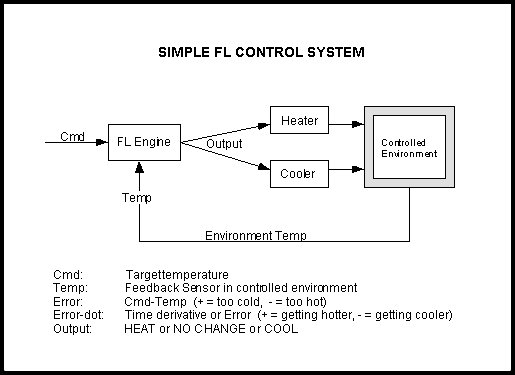 SIMPLE FL CONTROL SYSTEM
Cmd
FL Engine
Output
Heater
Cooler
Controlled
Environment
Temp
Environment Temp
Cmd: Targettemperature
Temp: Feedback Sensor in controlled environment
Error: Cmd-Temp (+ = too cold, - = too hot)
Error-dot: Time derivative or Error (+ = getting hotter, - = getting cooler)
Output: HEAT or NO CHANGE or COOL